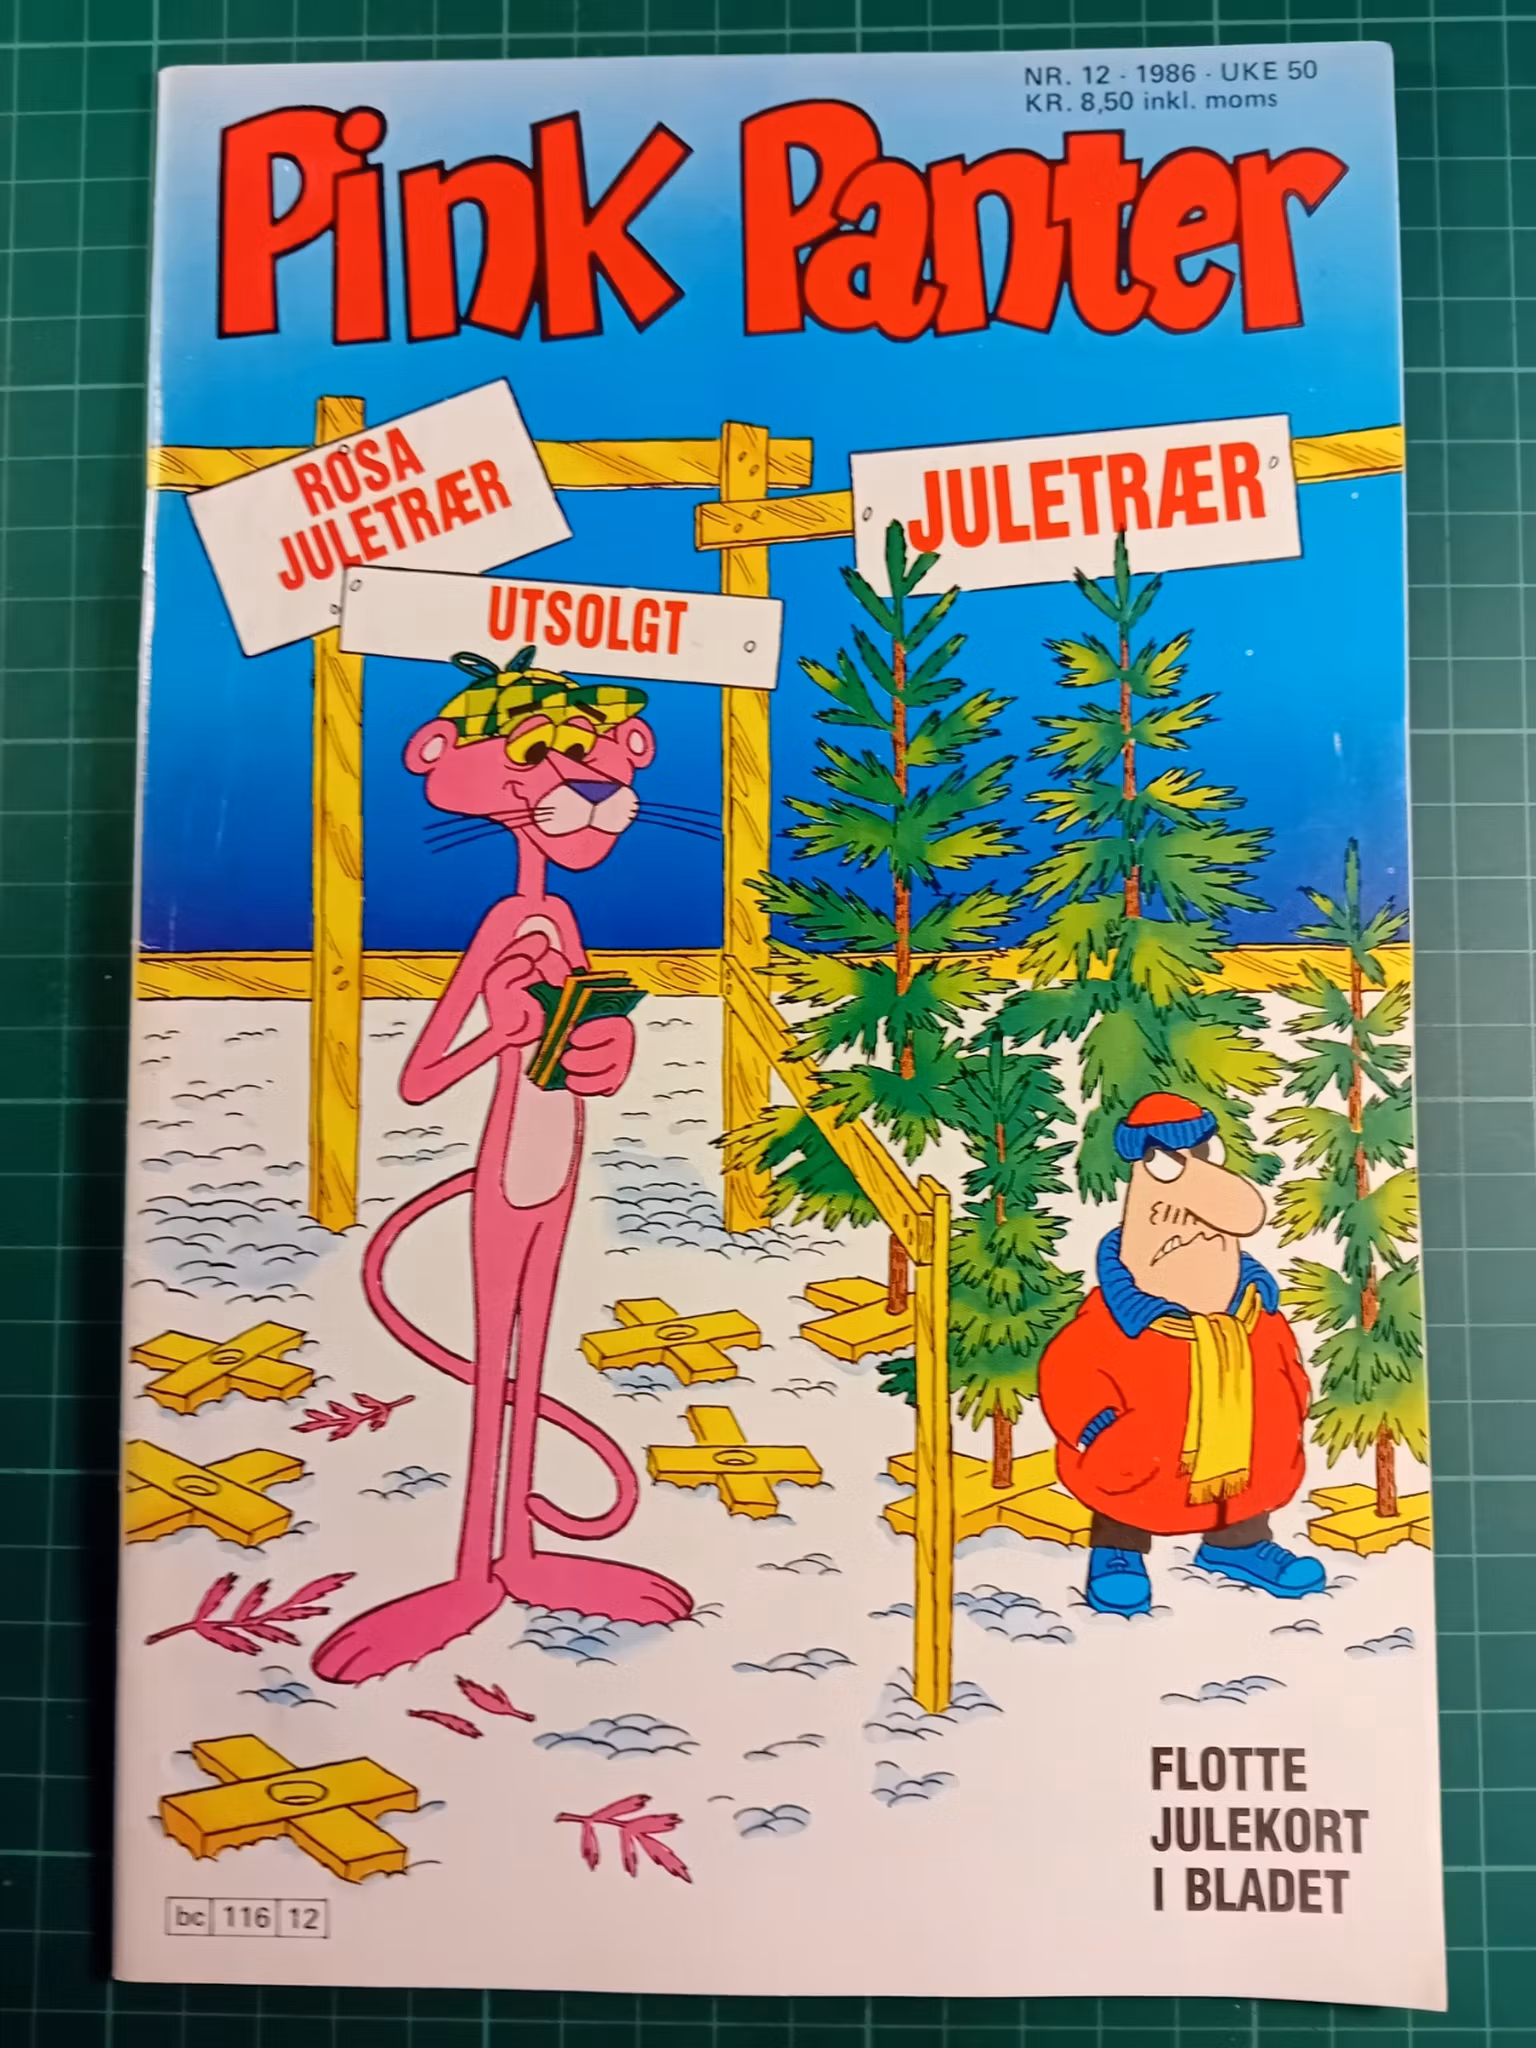 NR. 12 - 1986 - UKE 50
KR. 8,50 inkl. moms
Pink Panter
ROSA
JULETRÆR
UTSOLGT
JULETRÆR
FLOTTE
JULEKORT
I BLADET
bc 116 12